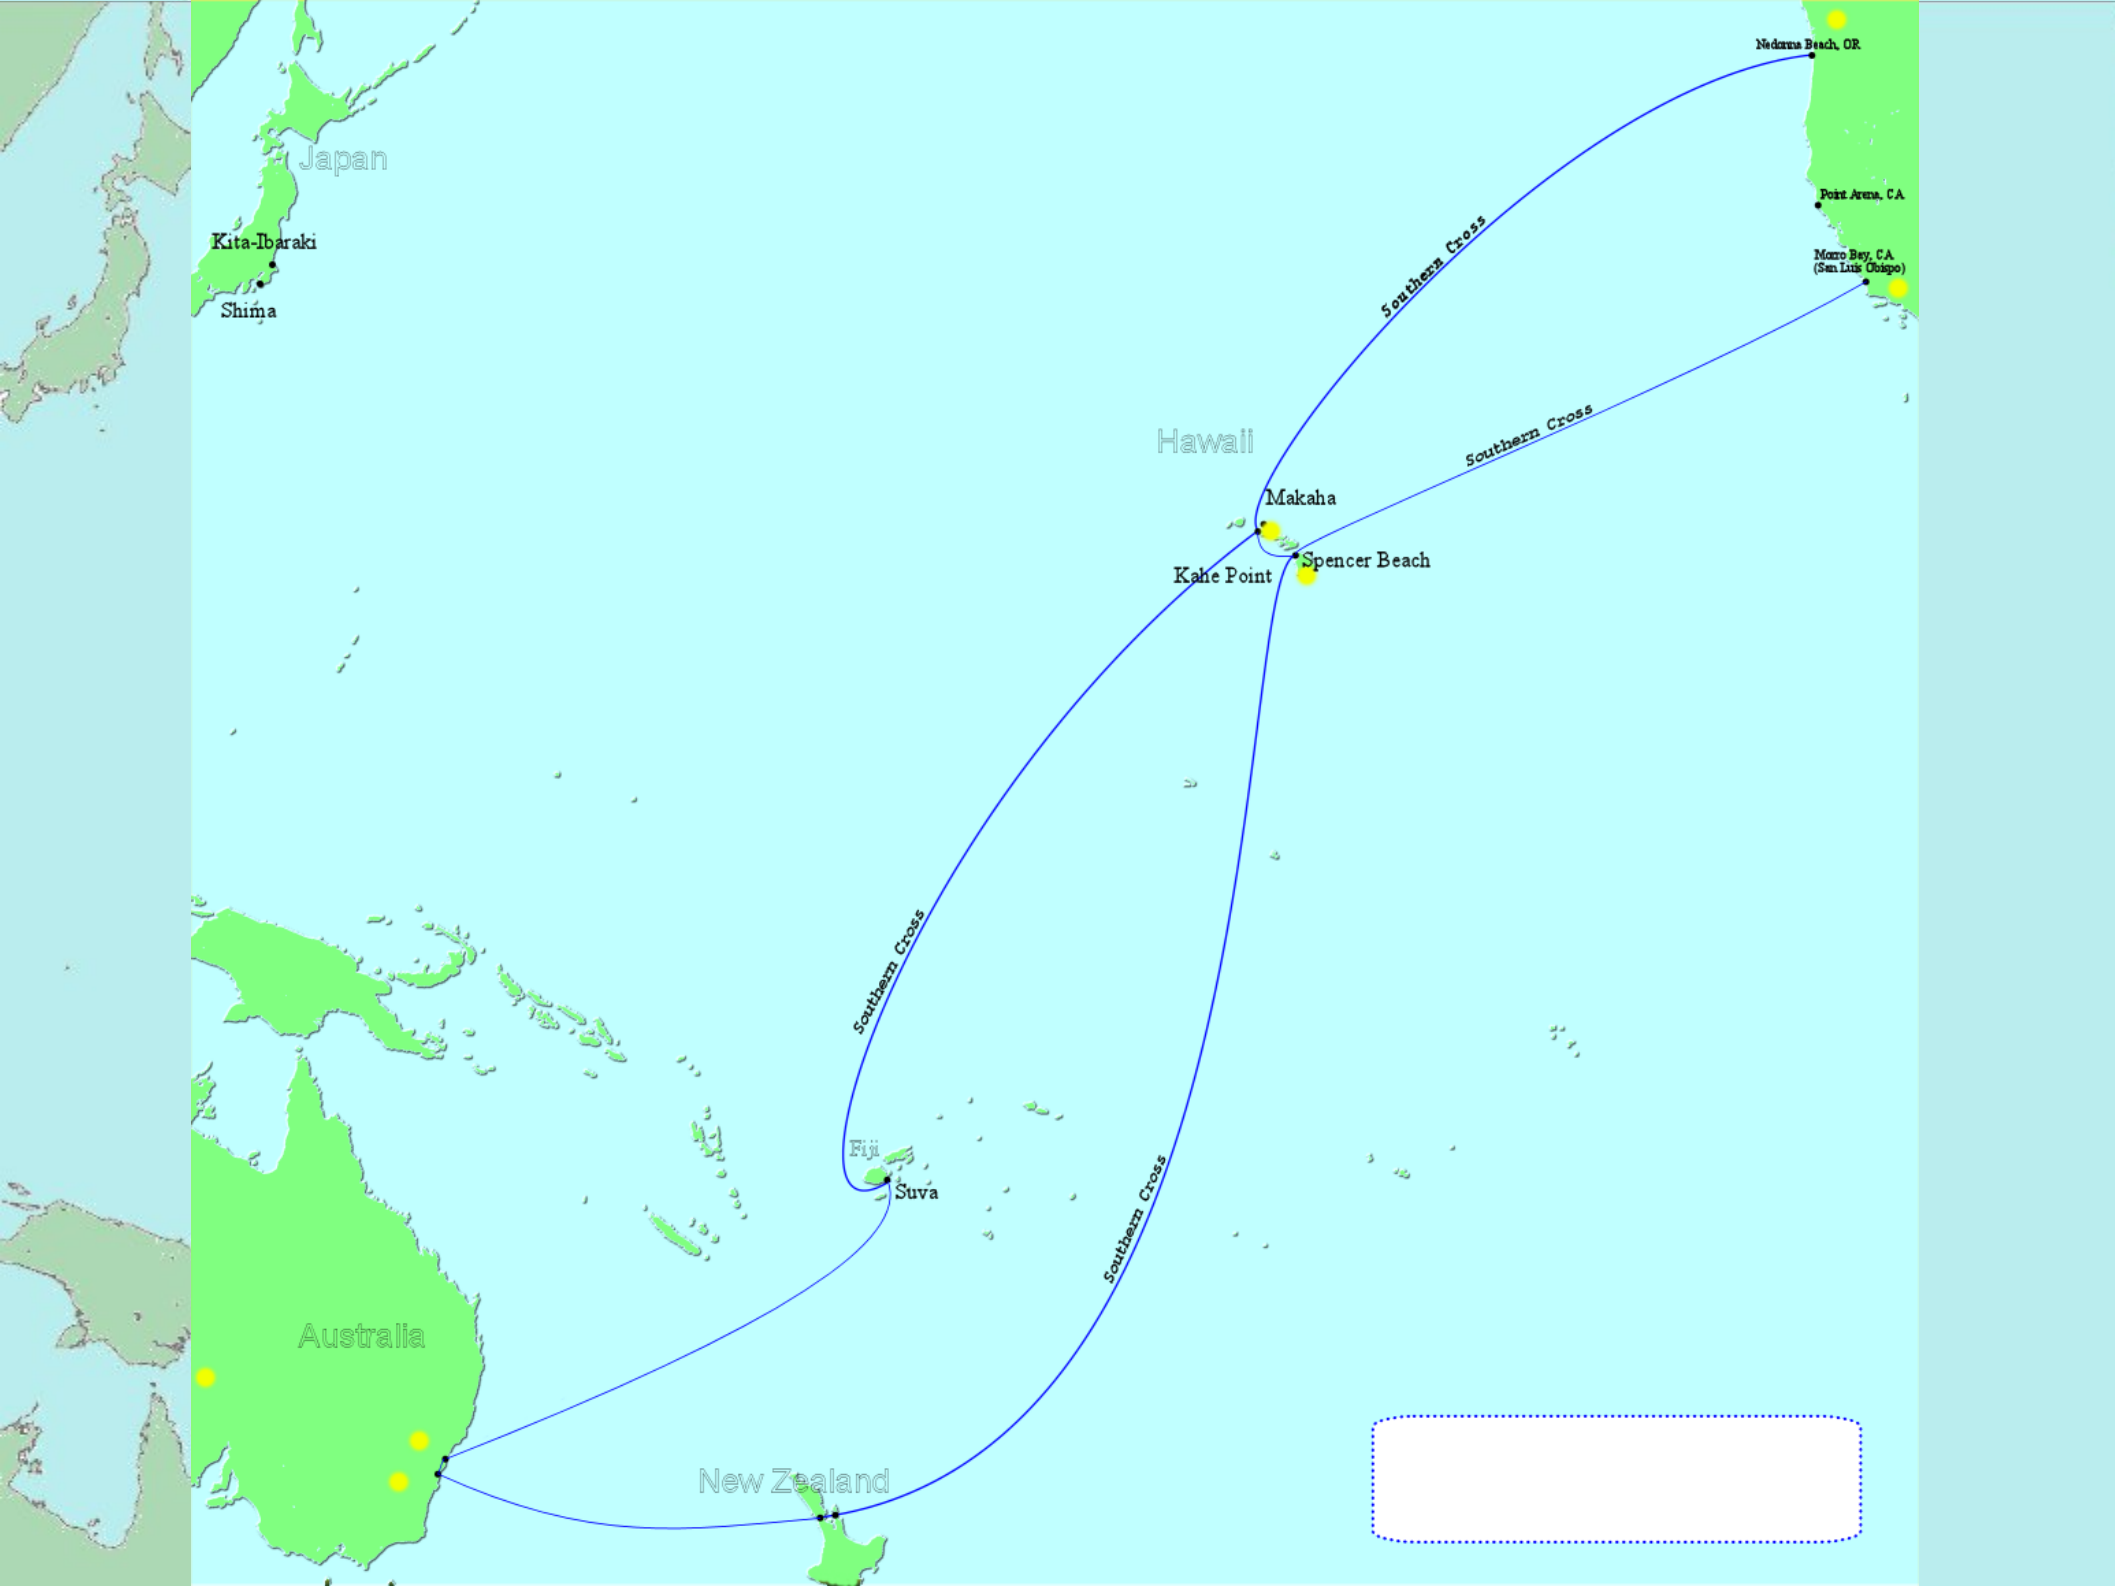 Nedonna Beach, OR
Japan
Point Arena, CA
Southern Cross
Kita-Ibaraki
Morro Bay, CA
(San Luis Obispo)
Shima
Southern Cross
Hawaii
Makaha
Spencer Beach
Kahe Point
Southern Cross
Fiji
Suva
Southern Cross
Australia
New Zealand